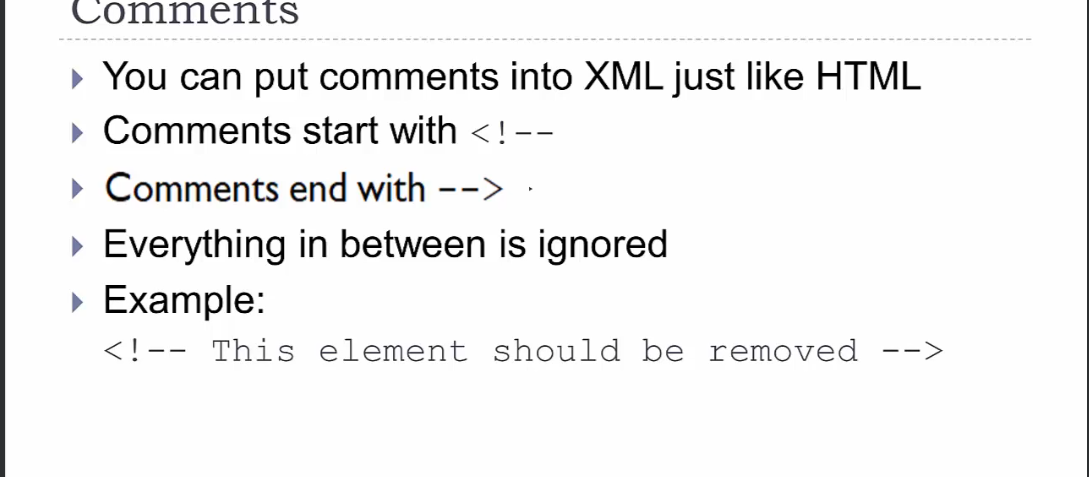 Comments
You can put comments into XML just like HTML
Comments start with <!--
Comments end with -->
Everything in between is ignored
Example:
<!-- This element should be removed -->